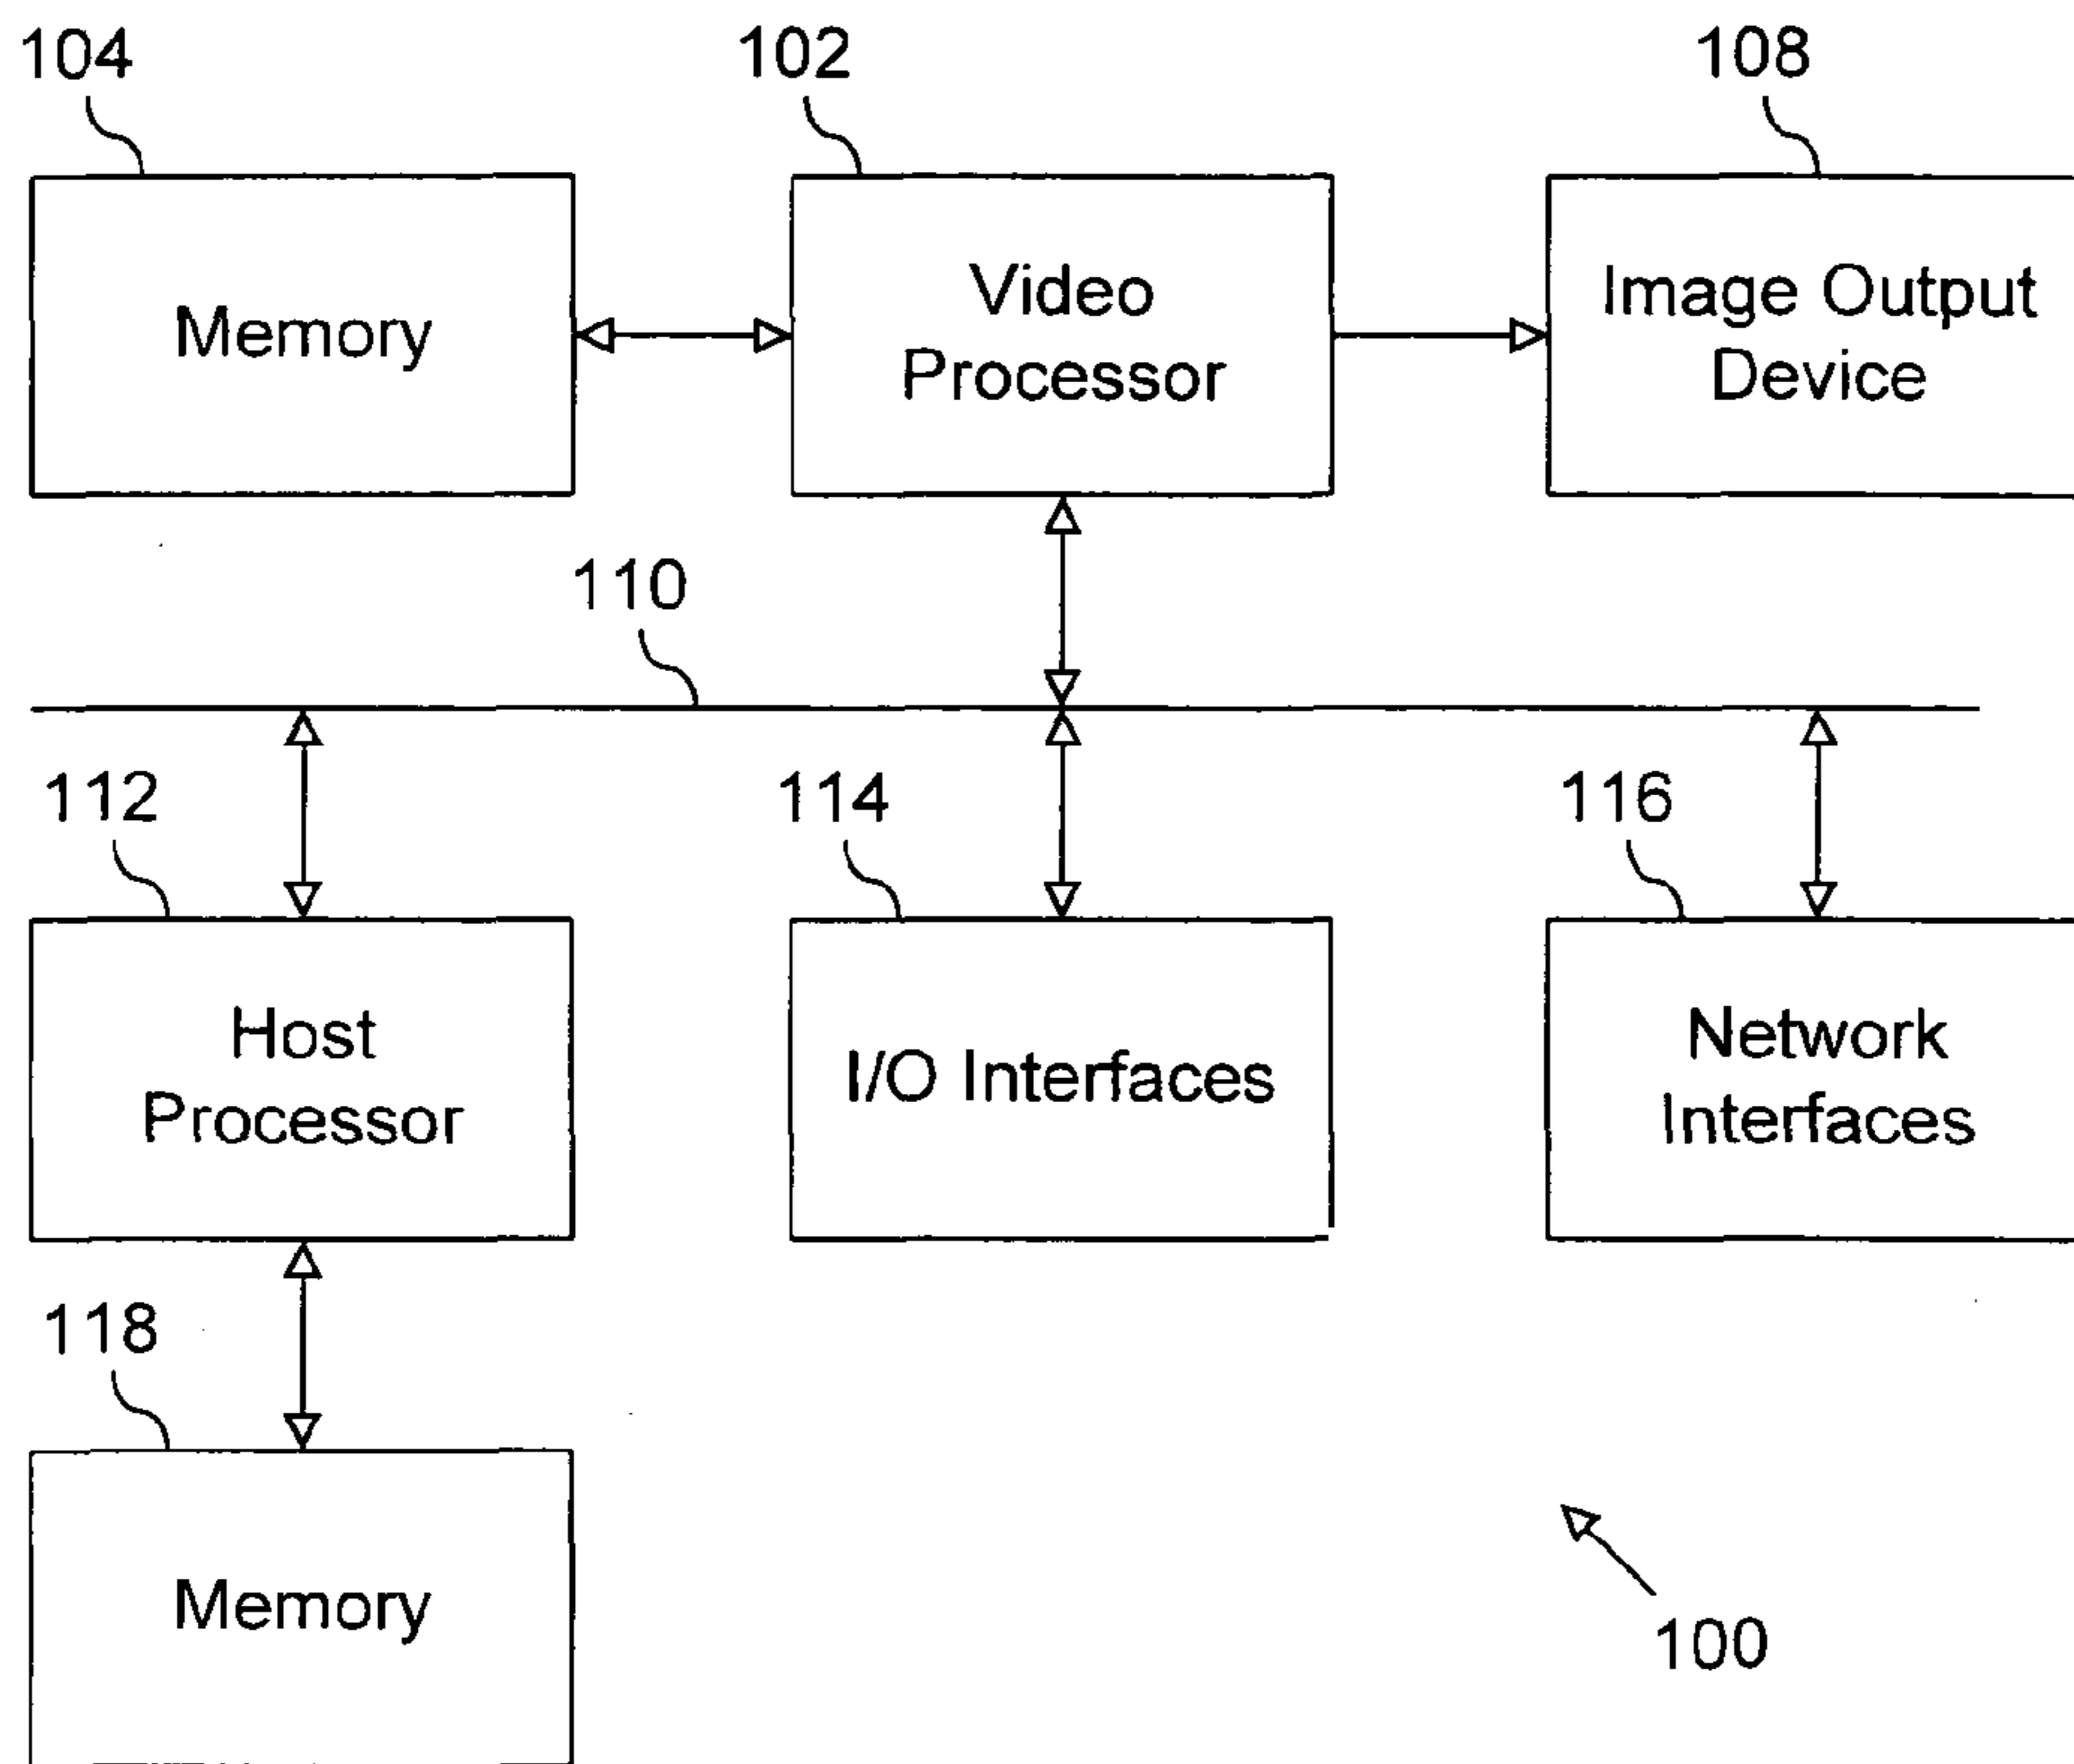 104
102
108
Memory
Video
Processor
Image Output
Device
110
112
114
116
Host
Processor
I/O Interfaces
Network
Interfaces
118
Memory
100